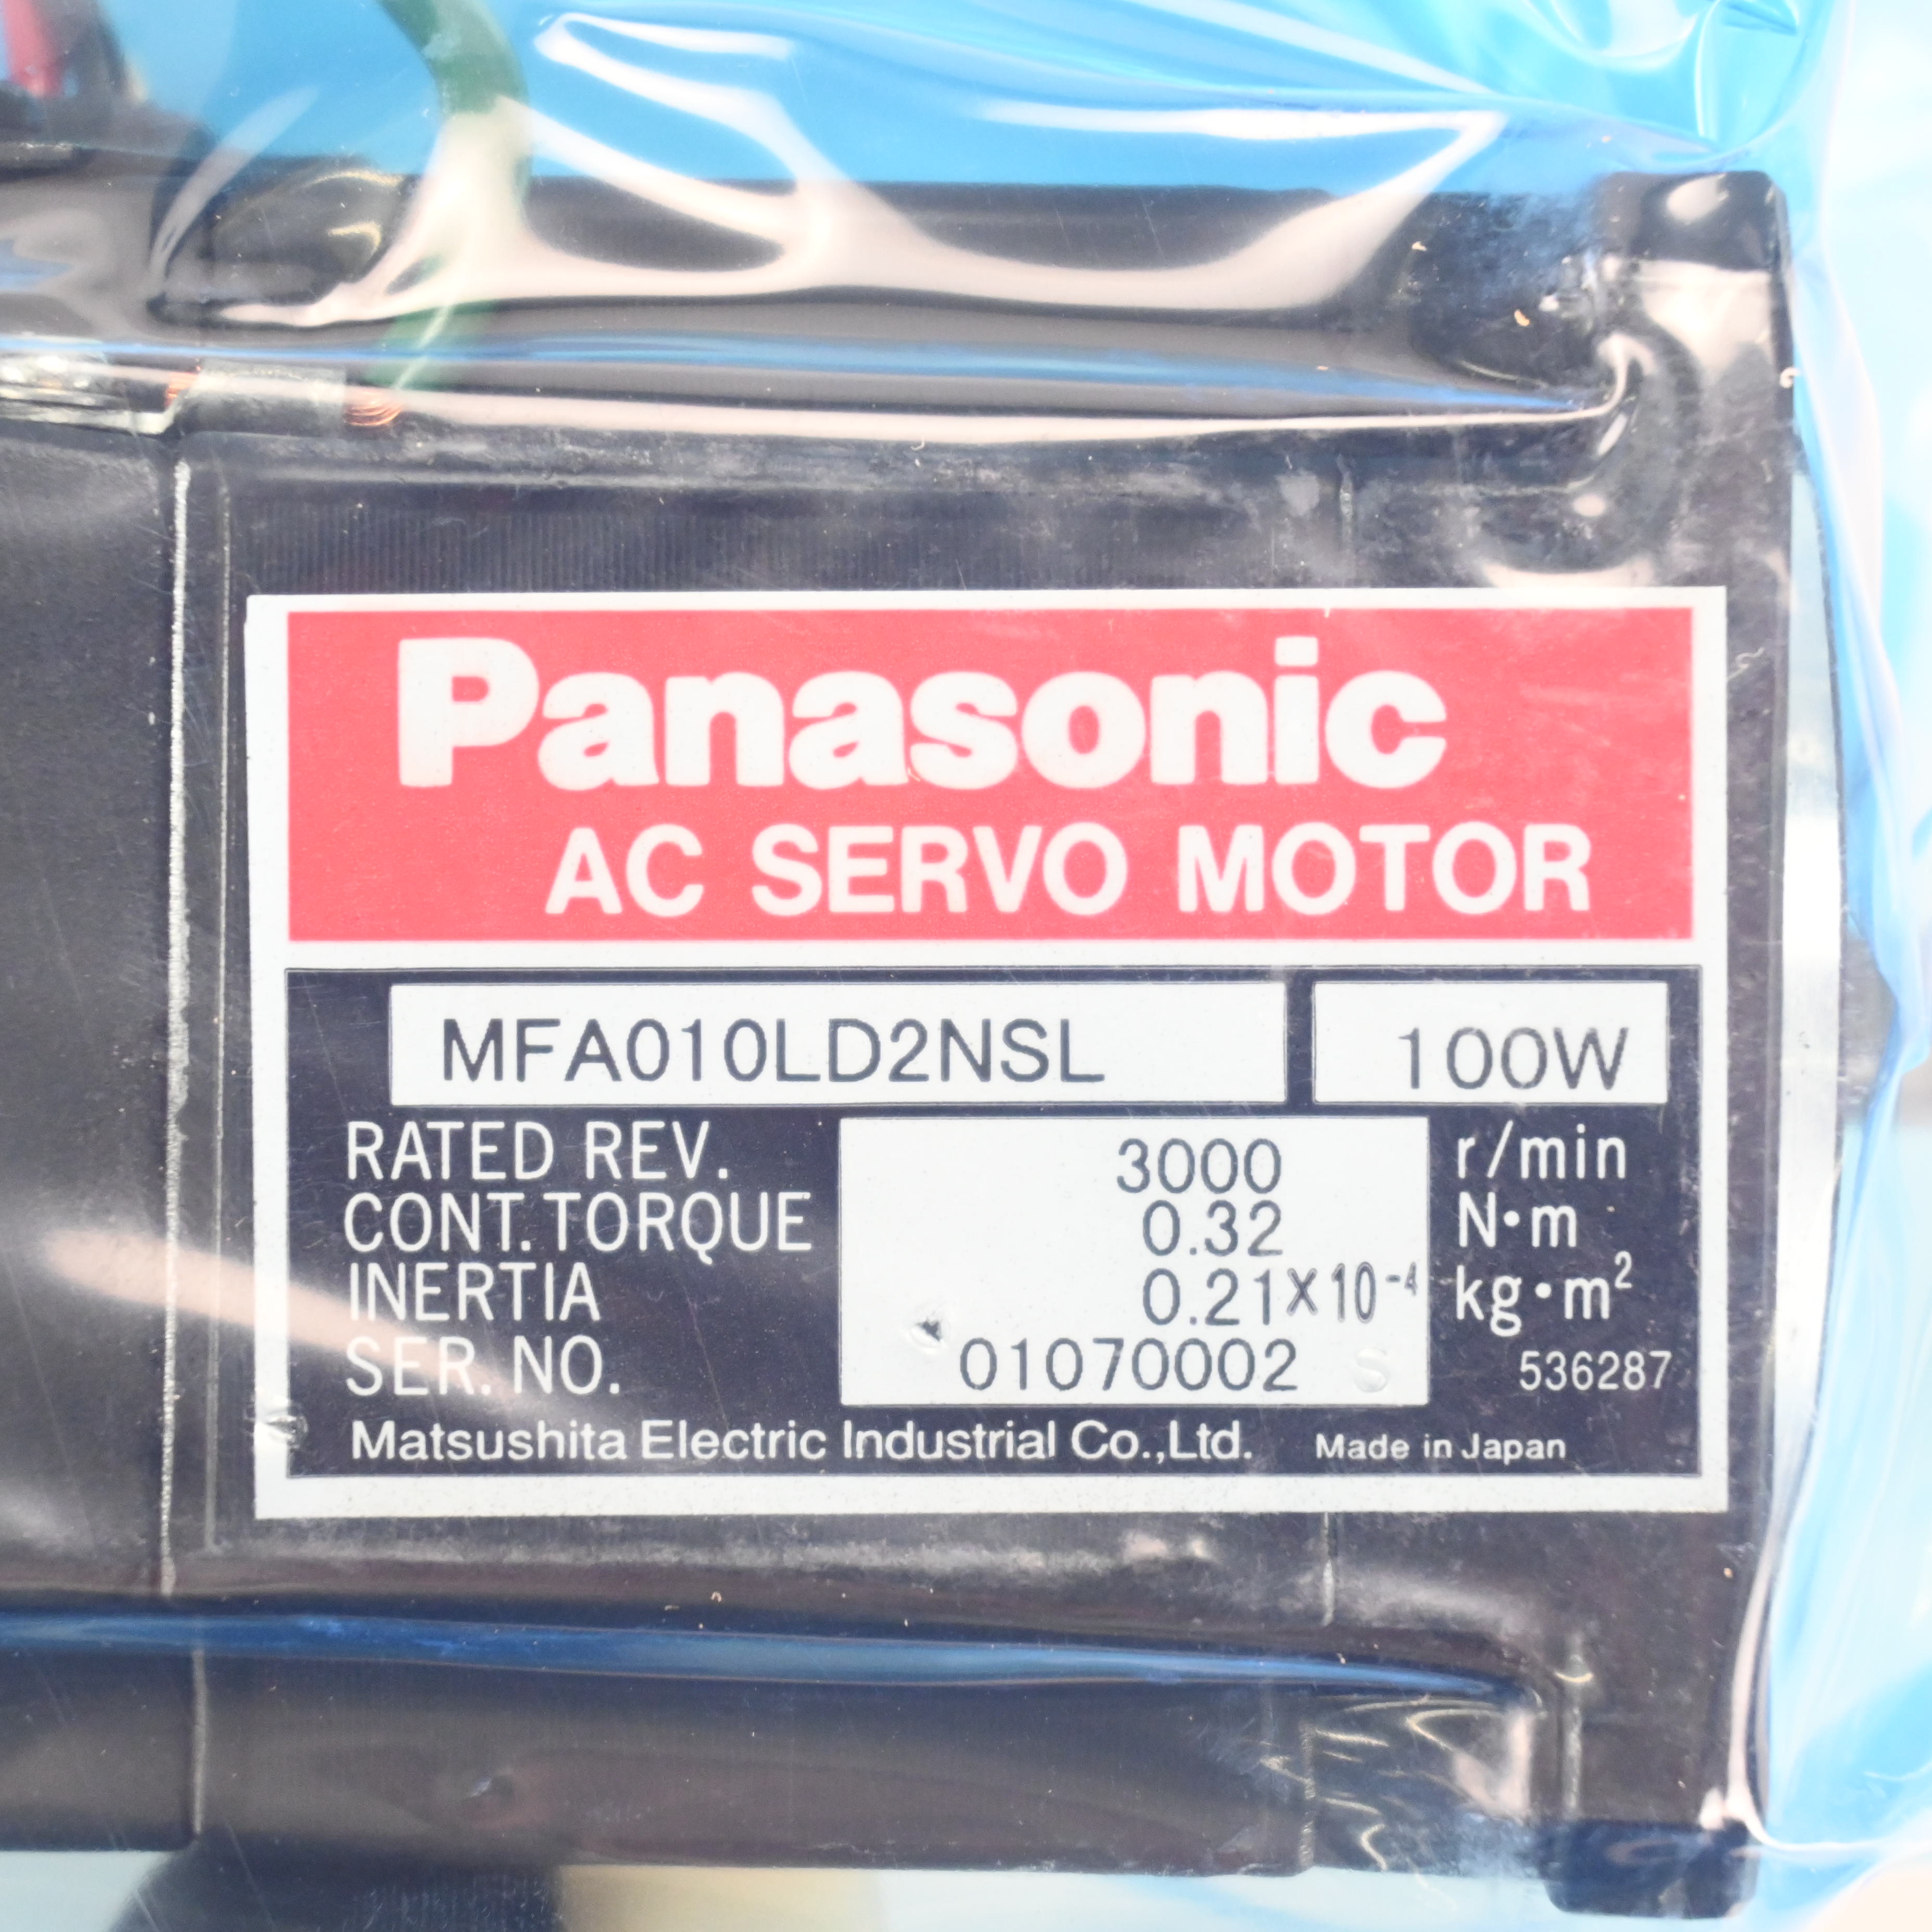 Panasonic
AC SERVO MOTOR
MFA010LD2NSL 100W
RATED REV. 3000 r/min
CONT. TORQUE 0.32 N·m
INERTIA 0.21×10⁻⁴ kg·m²
SER. NO. 01070002 S 536287
Matsushita Electric Industrial Co.,Ltd. Made in Japan